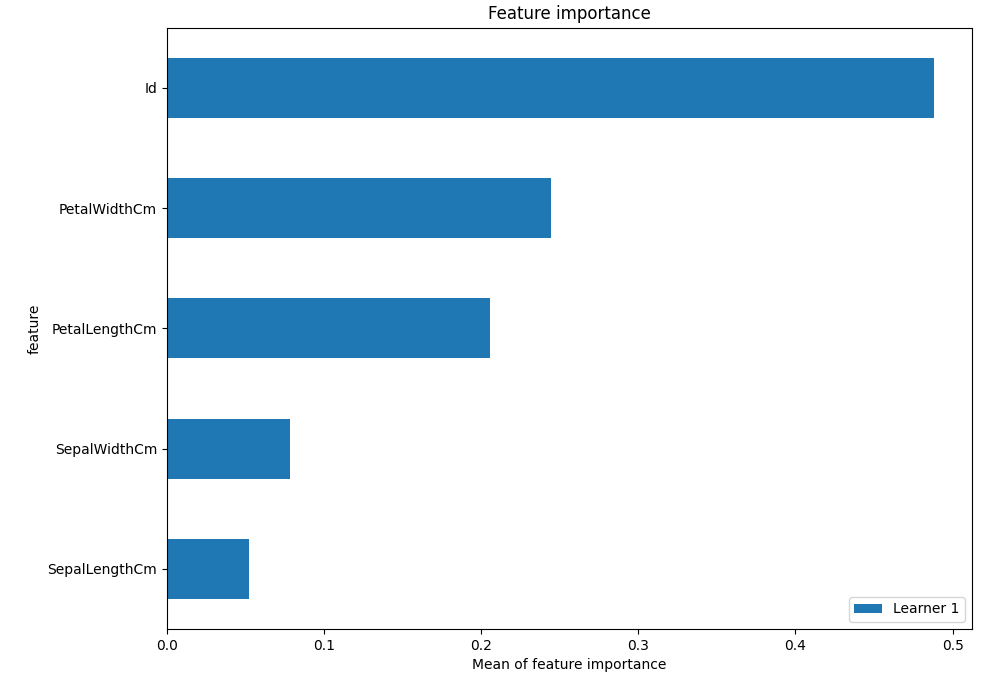 Feature importance
Id
PetalWidthCm
PetalLengthCm
feature
SepalWidthCm
SepalLengthCm
Learner 1
0.0 0.1 0.2 0.3 0.4 0.5
Mean of feature importance